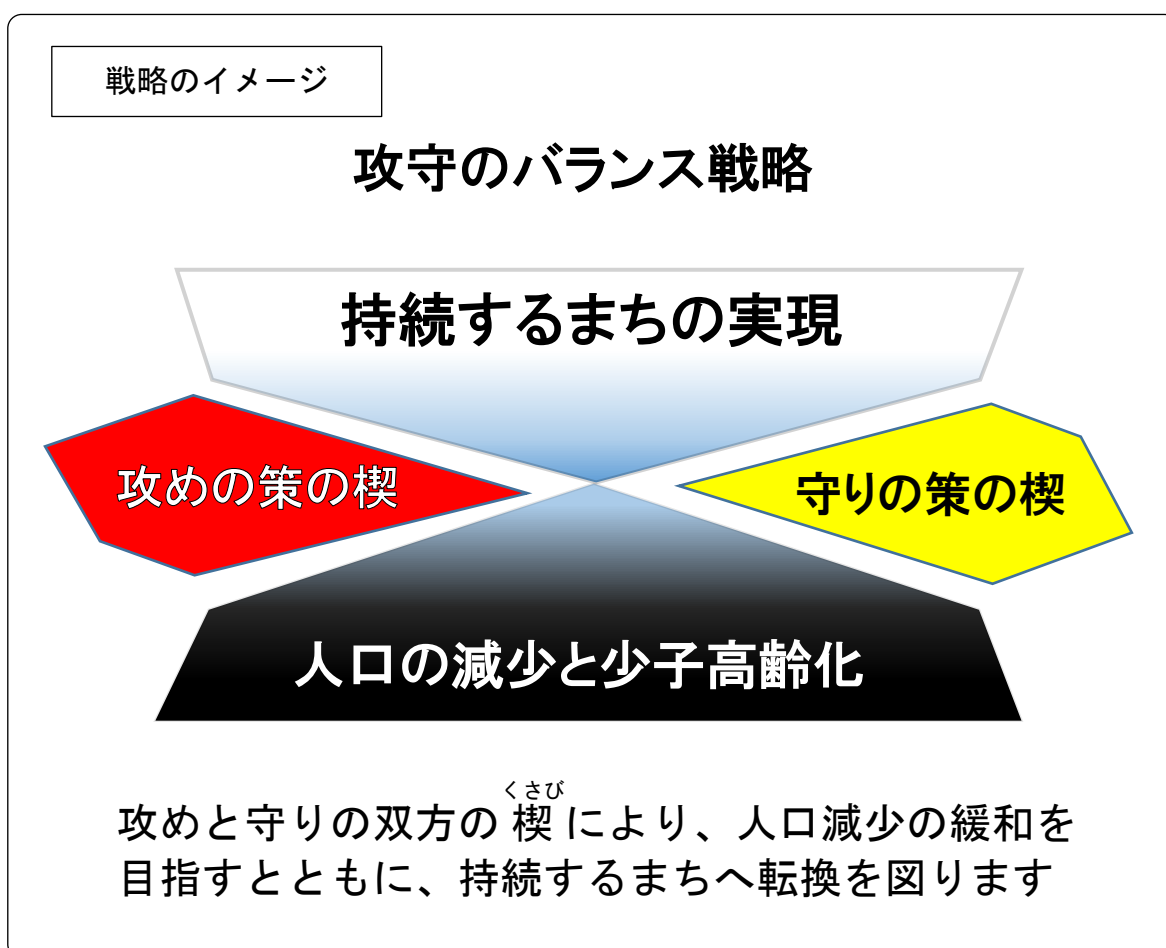 戦略のイメージ
攻守のバランス戦略
持続するまちの実現
攻めの策の楔
守りの策の楔
人口の減少と少子高齢化
くさび
攻めと守りの双方の楔により、人口減少の緩和を
目指すとともに、持続するまちへ転換を図ります